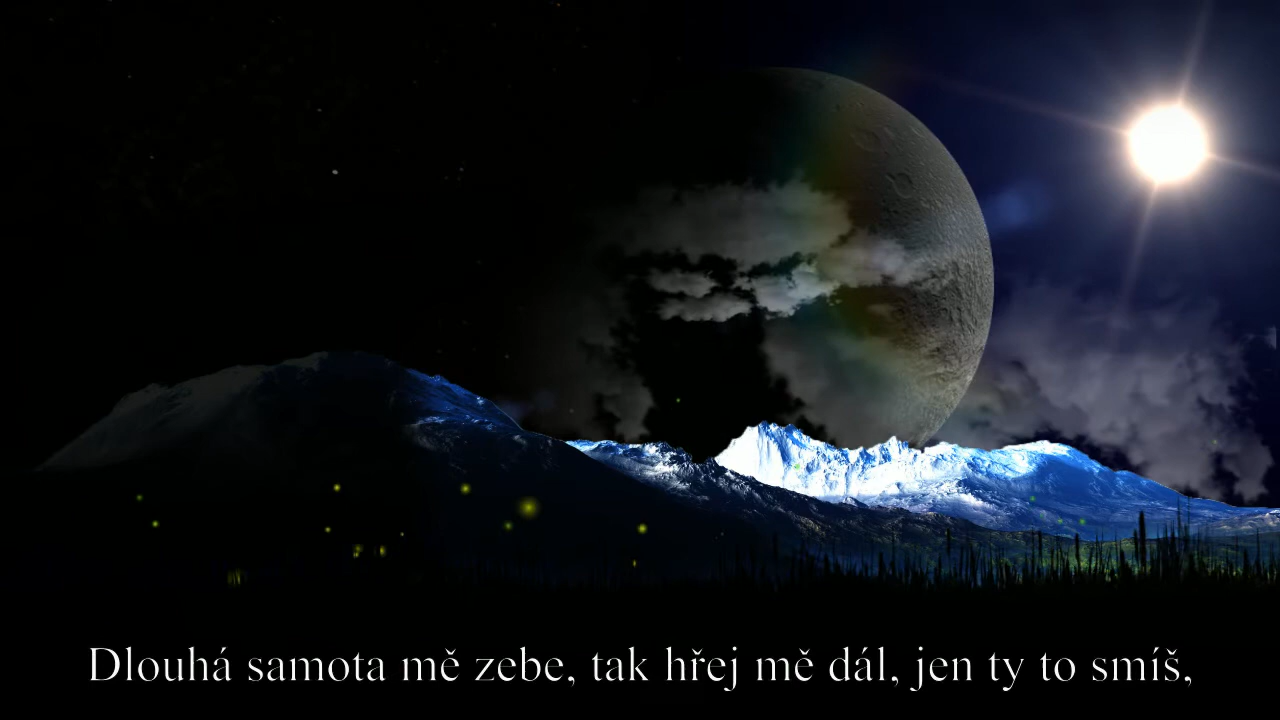 Dlouhá samota mě zebe, tak hřej mě dál, jen ty to smíš,